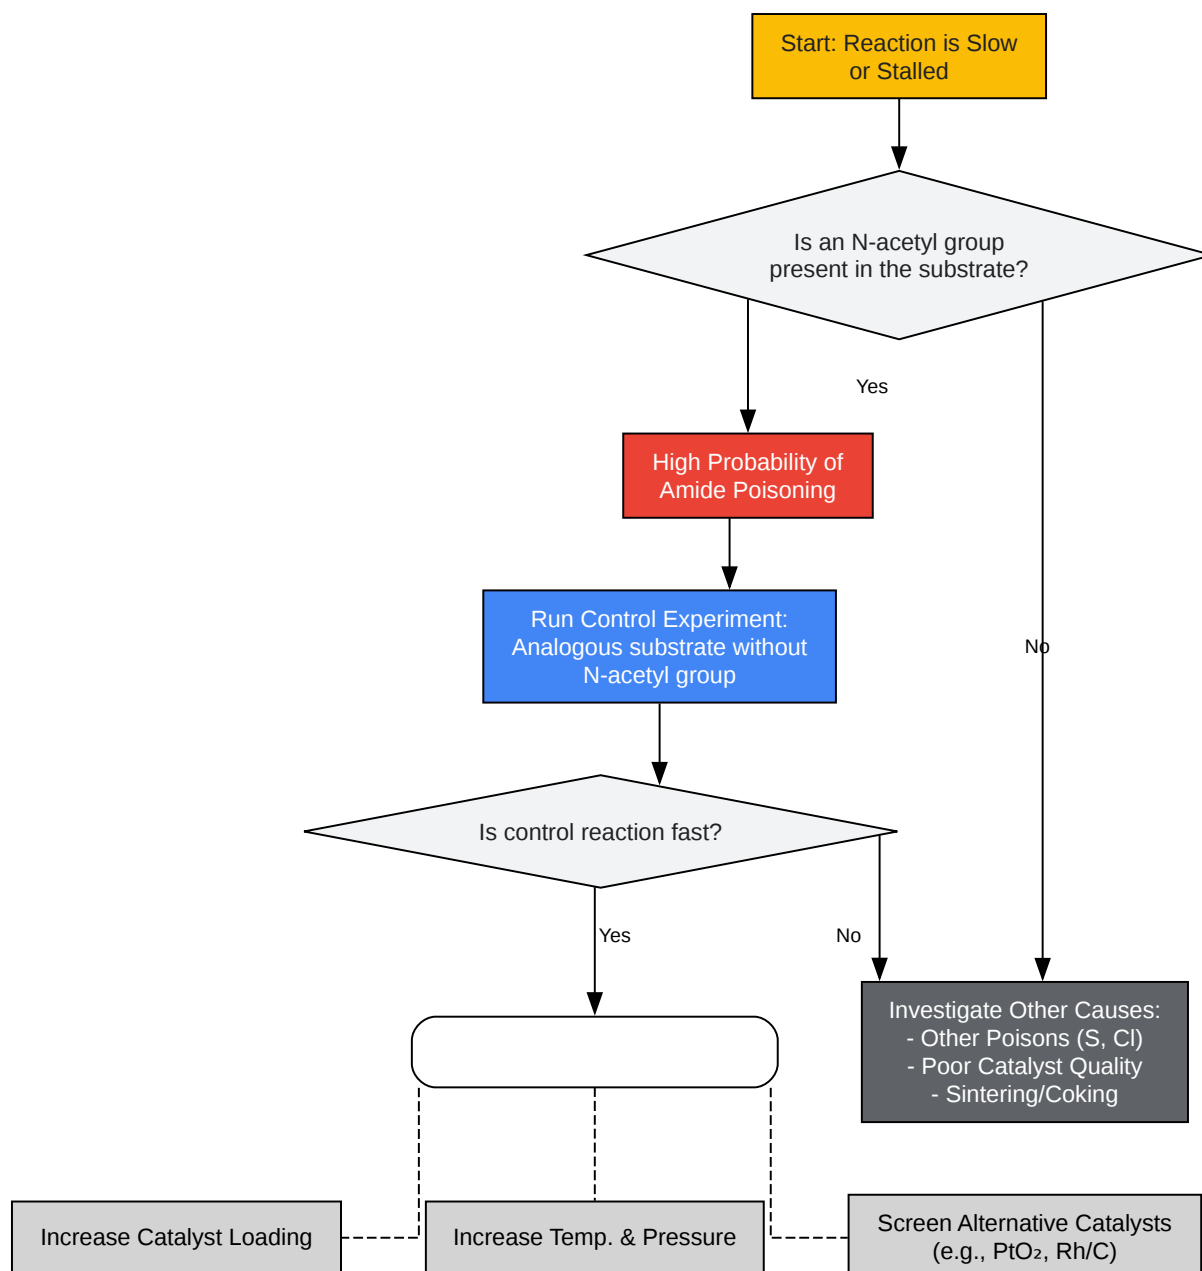 Start: Reaction is Slow
or Stalled
Is an N-acetyl group
present in the substrate?
Yes
High Probability of
Amide Poisoning
Run Control Experiment:
Analogous substrate without
N-acetyl group
No
Is control reaction fast?
Yes
No
Investigate Other Causes:
- Other Poisons (S, Cl)
- Poor Catalyst Quality
- Sintering/Coking
Increase Catalyst Loading
Increase Temp. & Pressure
Screen Alternative Catalysts
(e.g., PtO₂, Rh/C)